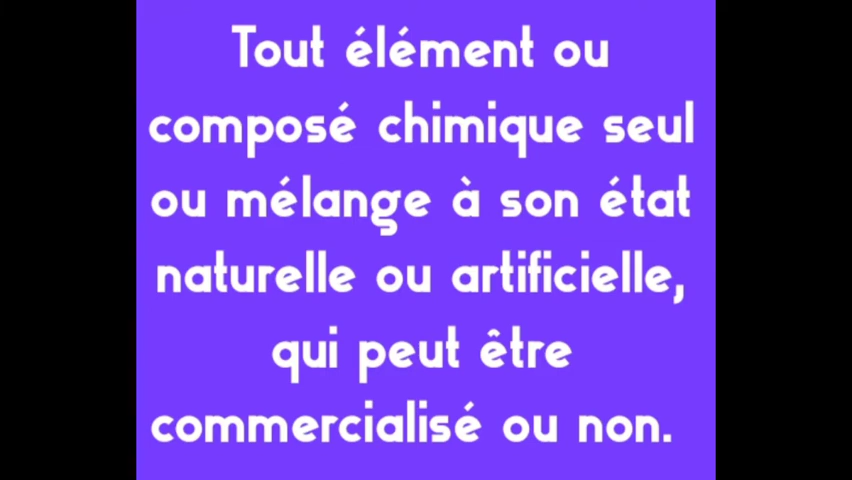 Tout élément ou
composé chimique seul
ou mélange à son état
naturelle ou artificielle,
qui peut être
commercialisé ou non.